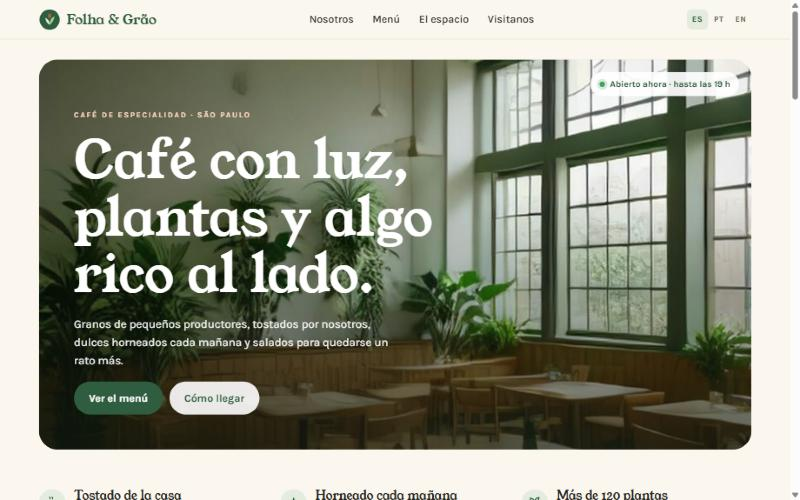 Folha & Grão
Nosotros
Menú
El espacio
Visitanos
ES
PT
EN
Abierto ahora · hasta las 19 h
CAFÉ DE ESPECIALIDAD · SÃO PAULO
Café con luz,
plantas y algo
rico al lado.
Granos de pequeños productores, tostados por nosotros,
dulces horneados cada mañana y salados para quedarse un
rato más.
Ver el menú
Cómo llegar
Tostado de la casa
Horneado cada mañana
Más de 120 plantas